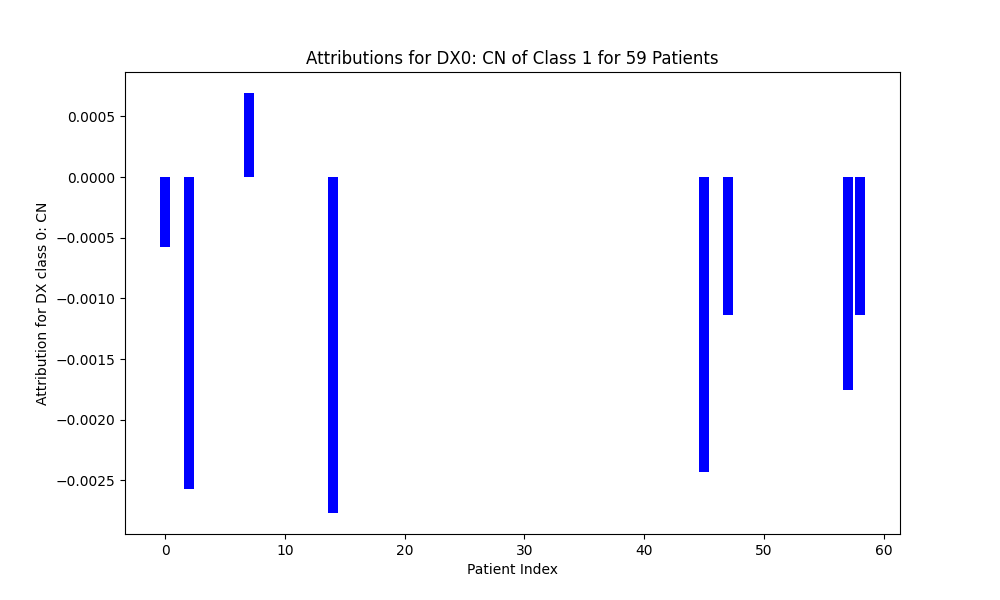 Attributions for DX0: CN of Class 1 for 59 Patients
Attribution for DX class 0: CN
0.0005
0.0000
−0.0005
−0.0010
−0.0015
−0.0020
−0.0025
0 10 20 30 40 50 60
Patient Index